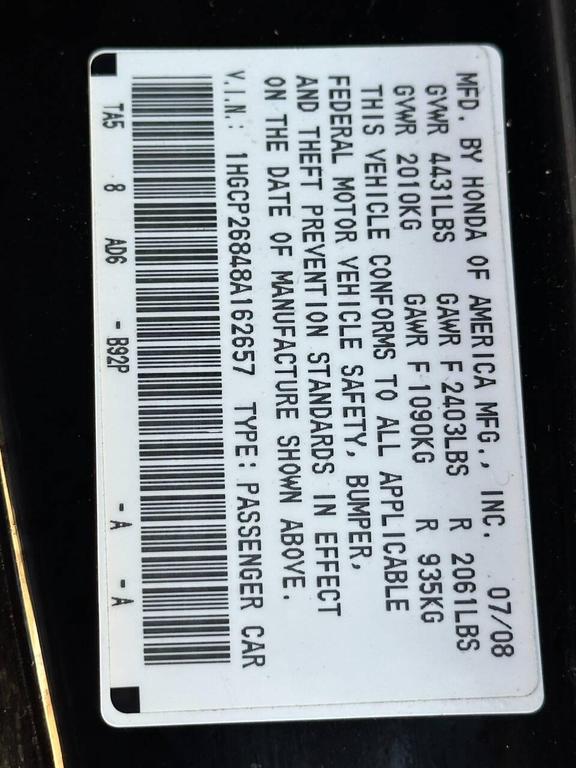 MFD. BY HONDA OF AMERICA MFG., INC. 07/08
GVWR 4431LBS GAWR F 2403LBS R 2061LBS
GVWR 2010KG GAWR F 1090KG R 935KG
THIS VEHICLE CONFORMS TO ALL APPLICABLE
FEDERAL MOTOR VEHICLE SAFETY, BUMPER,
AND THEFT PREVENTION STANDARDS IN EFFECT
ON THE DATE OF MANUFACTURE SHOWN ABOVE.
V.I.N.: 1HGCP26848A162657 TYPE: PASSENGER CAR
TA5 8 AD6 - B92P - A - A